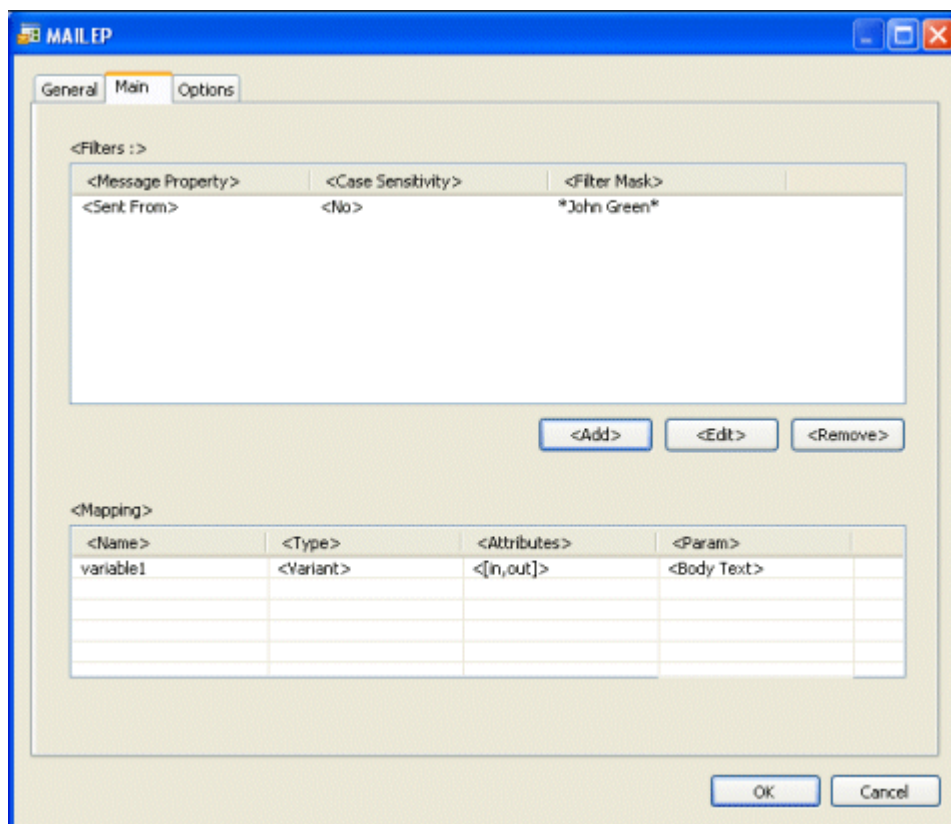 MAILEP
General Main Options
<Filters :>
<Message Property> <Case Sensitivity> <Filter Mask>
<Sent From> <No> *John Green*
<Add> <Edit> <Remove>
<Mapping>
<Name> <Type> <Attributes> <Param>
variable1 <Variant> <[in,out]> <Body Text>
OK Cancel